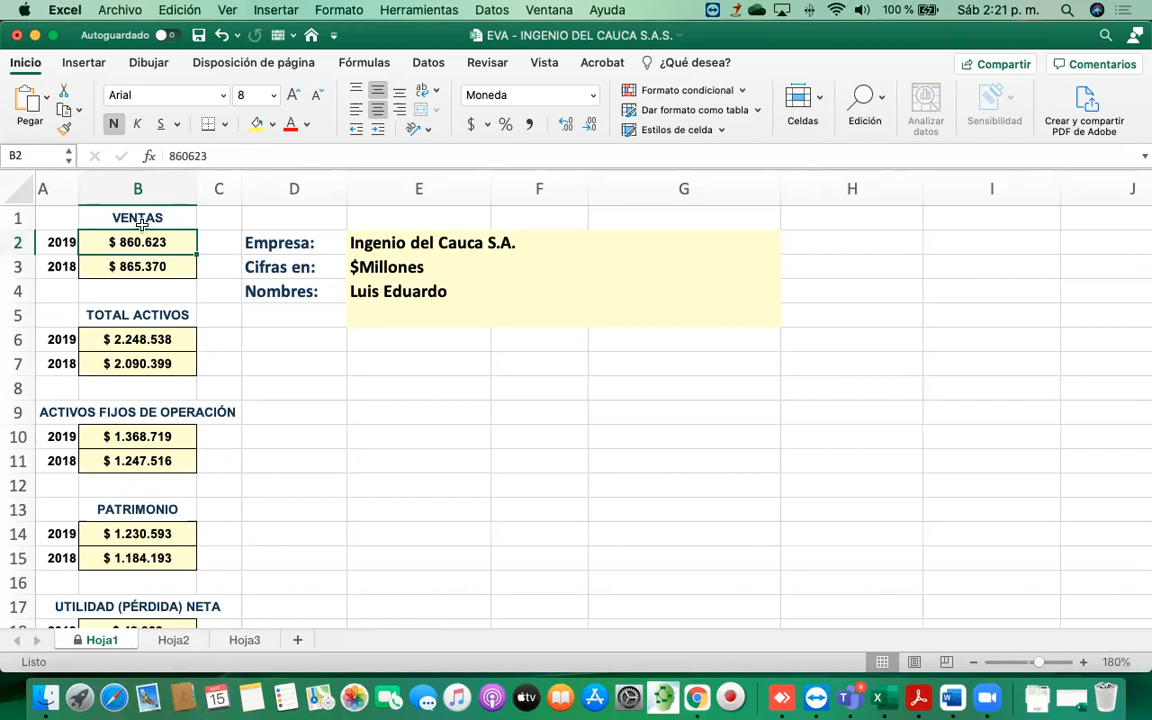 Excel Archivo Edición Ver Insertar Formato Herramientas Datos Ventana Ayuda 100 % Sáb 2:21 p. m.
Autoguardado EVA - INGENIO DEL CAUCA S.A.S.
Inicio Insertar Dibujar Disposición de página Fórmulas Datos Revisar Vista Acrobat ¿Qué desea? Compartir Comentarios
Pegar Arial 8 Moneda Formato condicional
Dar formato como tabla
N K S $ % Estilos de celda Celdas Edición Analizar datos Sensibilidad Crear y compartir PDF de Adobe
B2 fx 860623
A B C D E F G H I J
1 VENTAS
2 2019 $ 860.623 Empresa: Ingenio del Cauca S.A.
3 2018 $ 865.370 Cifras en: $Millones
4 Nombres: Luis Eduardo
5 TOTAL ACTIVOS
6 2019 $ 2.248.538
7 2018 $ 2.090.399
8
9 ACTIVOS FIJOS DE OPERACIÓN
10 2019 $ 1.368.719
11 2018 $ 1.247.516
12
13 PATRIMONIO
14 2019 $ 1.230.593
15 2018 $ 1.184.193
16
17 UTILIDAD (PÉRDIDA) NETA
Hoja1 Hoja2 Hoja3
Listo 180%